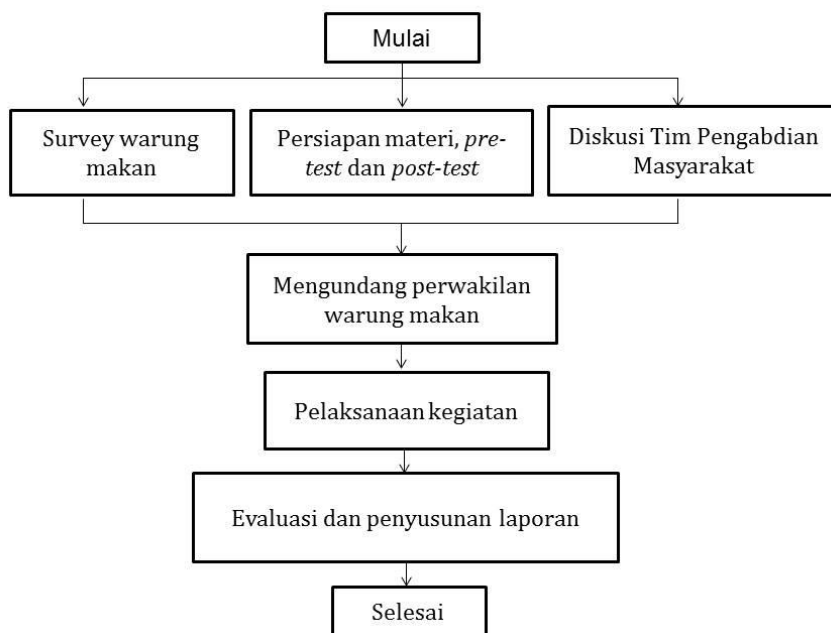 Mulai
Survey warung
makan
Persiapan materi, pre-
test dan post-test
Diskusi Tim Pengabdian
Masyarakat
Mengundang perwakilan
warung makan
Pelaksanaan kegiatan
Evaluasi dan penyusunan laporan
Selesai